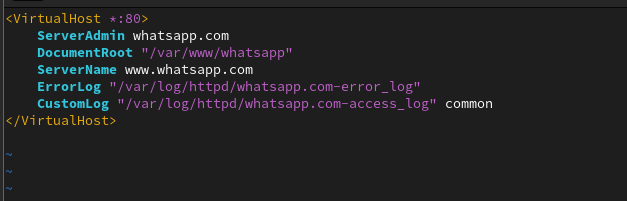 <VirtualHost *:80>
    ServerAdmin whatsapp.com
    DocumentRoot "/var/www/whatsapp"
    ServerName www.whatsapp.com
    ErrorLog "/var/log/httpd/whatsapp.com-error_log"
    CustomLog "/var/log/httpd/whatsapp.com-access_log" common
</VirtualHost>
~
~
~